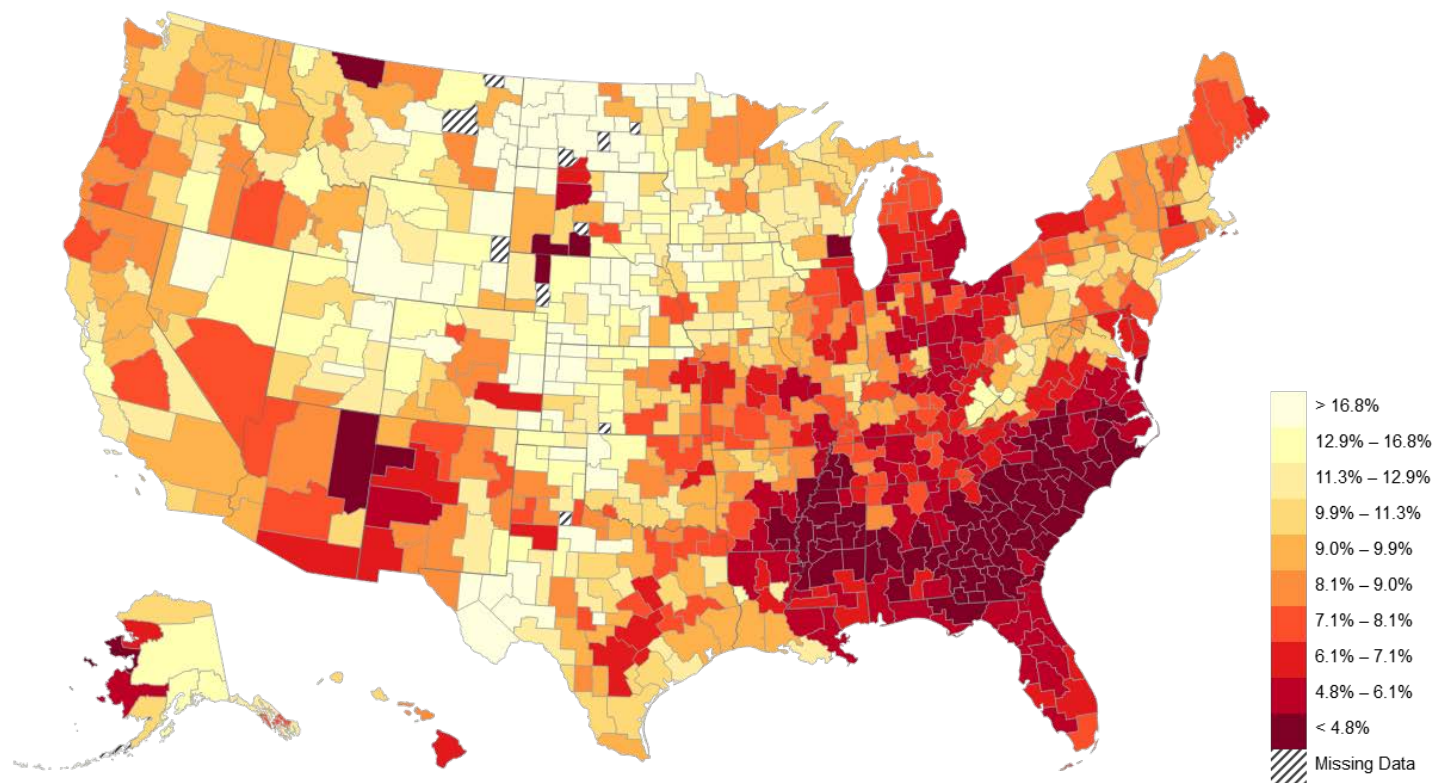 > 16.8%
12.9% – 16.8%
11.3% – 12.9%
9.9% – 11.3%
9.0% – 9.9%
8.1% – 9.0%
7.1% – 8.1%
6.1% – 7.1%
4.8% – 6.1%
< 4.8%
Missing Data